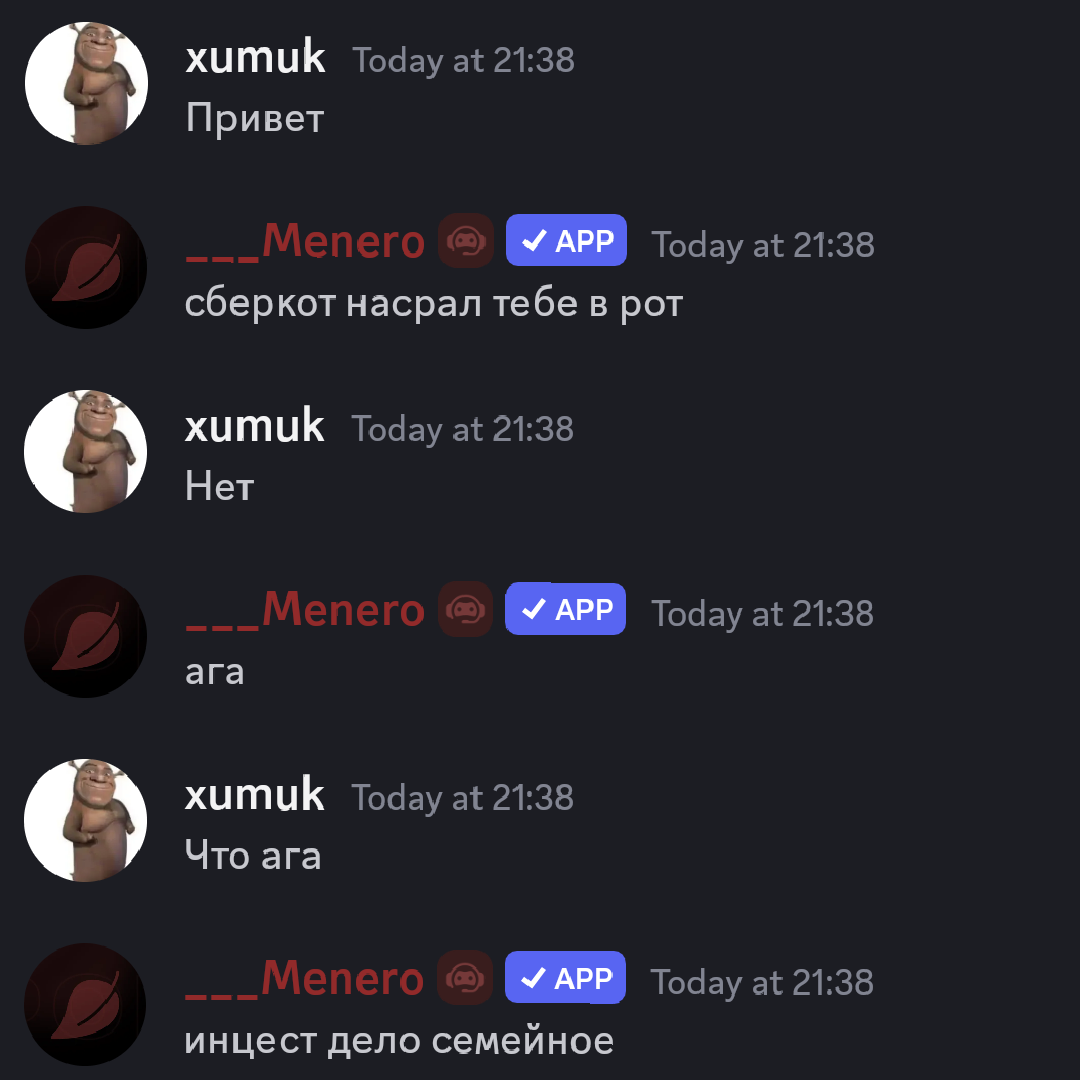 xumuk Today at 21:38
Привет
___Menero APP Today at 21:38
сберкот насрал тебе в рот
xumuk Today at 21:38
Нет
___Menero APP Today at 21:38
ага
xumuk Today at 21:38
Что ага
___Menero APP Today at 21:38
инцест дело семейное